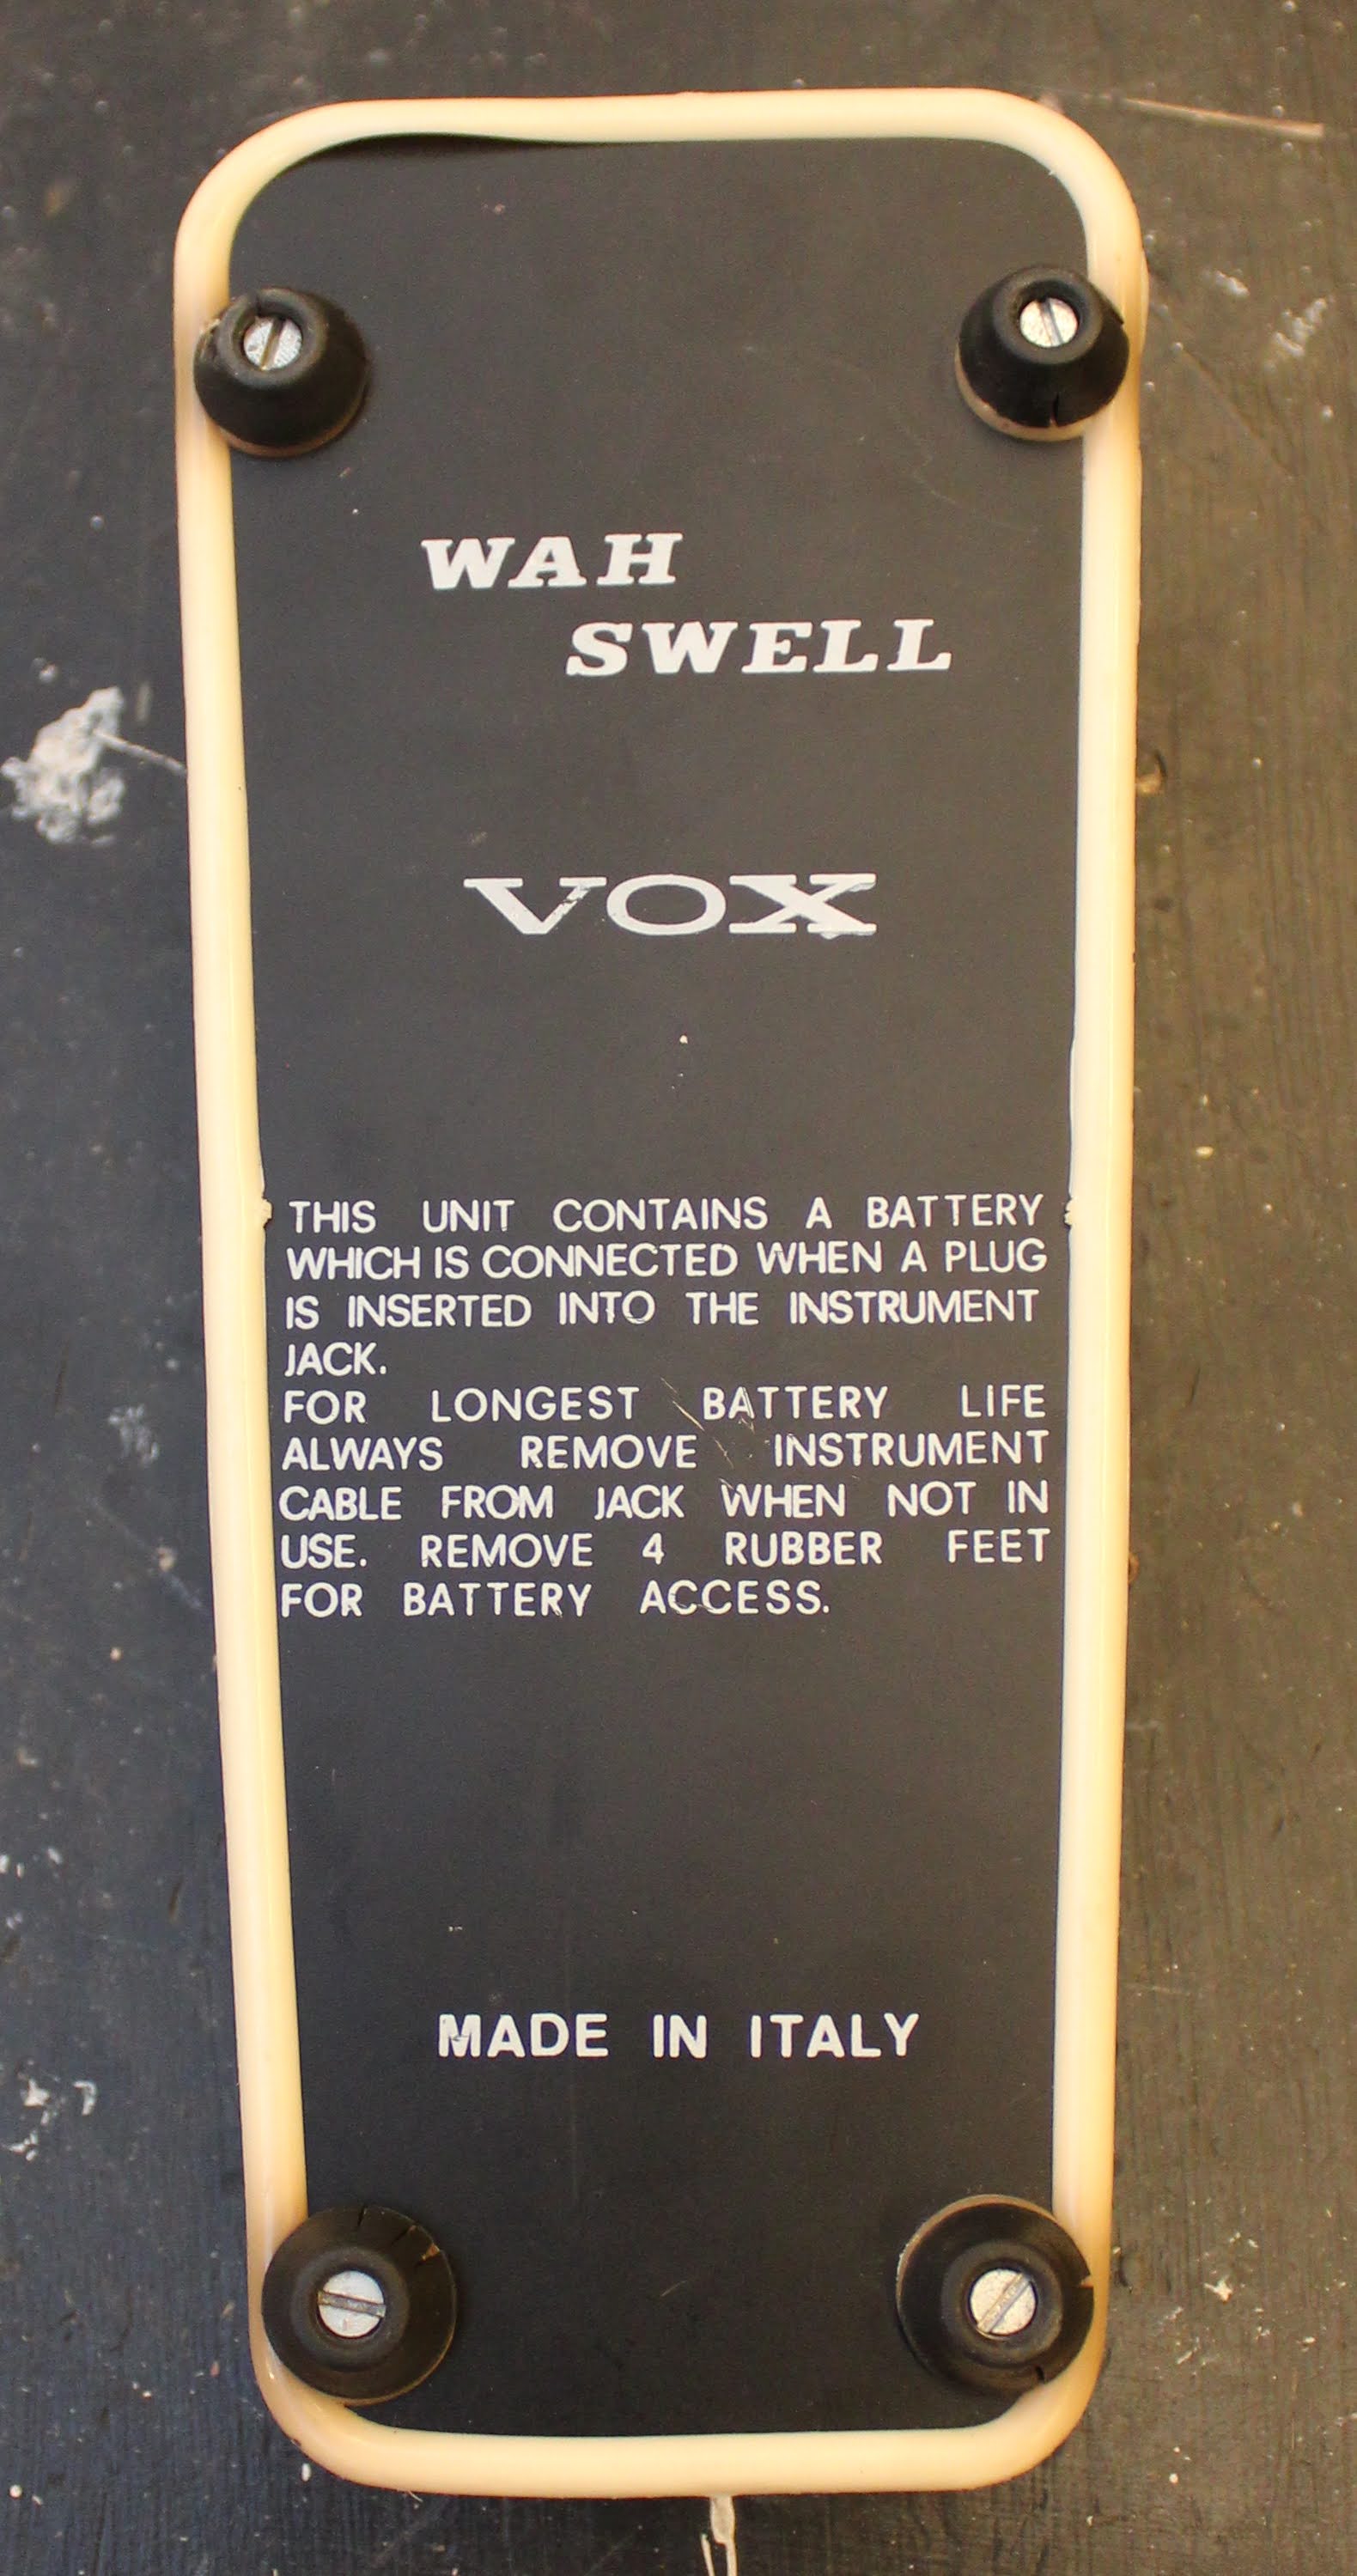 WAH
SWELL
VOX
THIS UNIT CONTAINS A BATTERY
WHICH IS CONNECTED WHEN A PLUG
IS INSERTED INTO THE INSTRUMENT
JACK.
FOR LONGEST BATTERY LIFE
ALWAYS REMOVE INSTRUMENT
CABLE FROM JACK WHEN NOT IN
USE. REMOVE 4 RUBBER FEET
FOR BATTERY ACCESS.
MADE IN ITALY